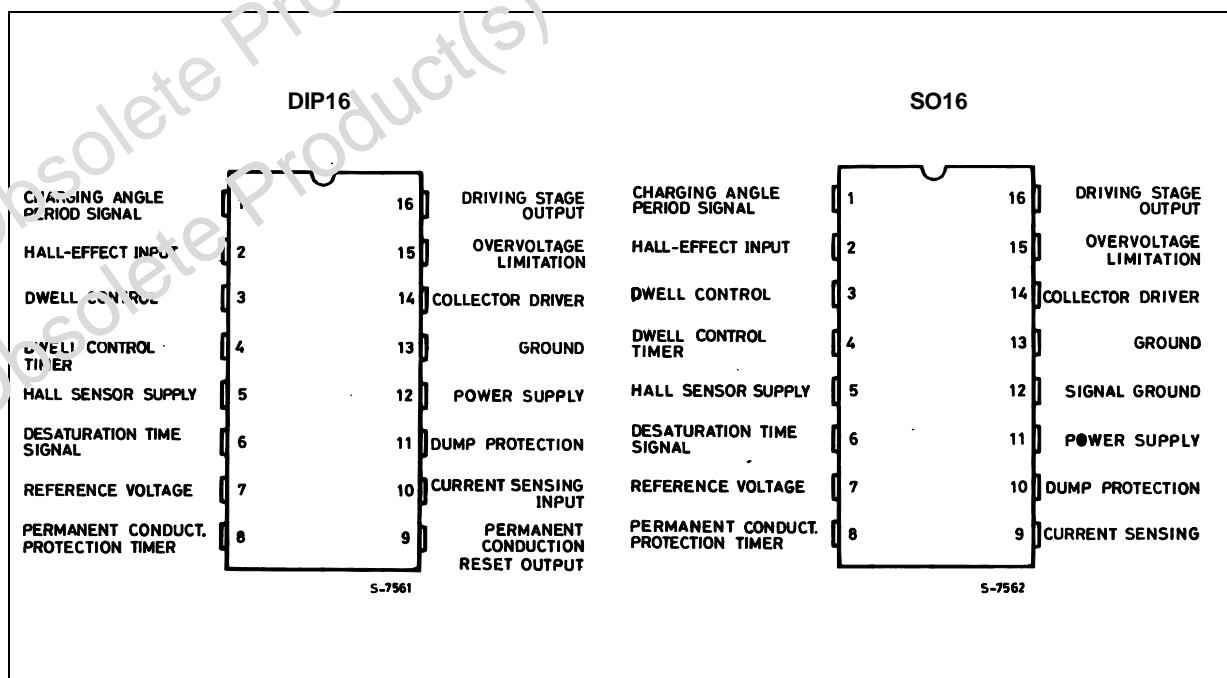 DIP16
CHARGING ANGLE
PERIOD SIGNAL
HALL-EFFECT INPUT
DWELL CONTROL
DWELL CONTROL
TIMER
HALL SENSOR SUPPLY
DESATURATION TIME
SIGNAL
REFERENCE VOLTAGE
PERMANENT CONDUCT.
PROTECTION TIMER
1
2
3
4
5
6
7
8
16
15
14
13
12
11
10
9
DRIVING STAGE
OUTPUT
OVERVOLTAGE
LIMITATION
COLLECTOR DRIVER
GROUND
POWER SUPPLY
DUMP PROTECTION
CURRENT SENSING
INPUT
PERMANENT
CONDUCTION
RESET OUTPUT
S-7561
SO16
CHARGING ANGLE
PERIOD SIGNAL
HALL-EFFECT INPUT
DWELL CONTROL
DWELL CONTROL
TIMER
HALL SENSOR SUPPLY
DESATURATION TIME
SIGNAL
REFERENCE VOLTAGE
PERMANENT CONDUCT.
PROTECTION TIMER
1
2
3
4
5
6
7
8
16
15
14
13
12
11
10
9
DRIVING STAGE
OUTPUT
OVERVOLTAGE
LIMITATION
COLLECTOR DRIVER
GROUND
SIGNAL GROUND
POWER SUPPLY
DUMP PROTECTION
CURRENT SENSING
S-7562
Obsolete
Obsolete Product(s)